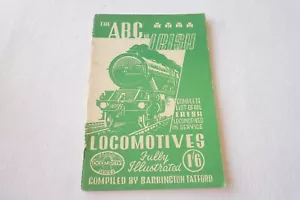 THE ABC
OF IRISH
COMPLETE
LIST OF ALL
IRISH
LOCOMOTIVES
IN SERVICE
LOCOMOTIVES
Fully
Illustrated
1/6
COMPILED BY BARRINGTON TATFORD